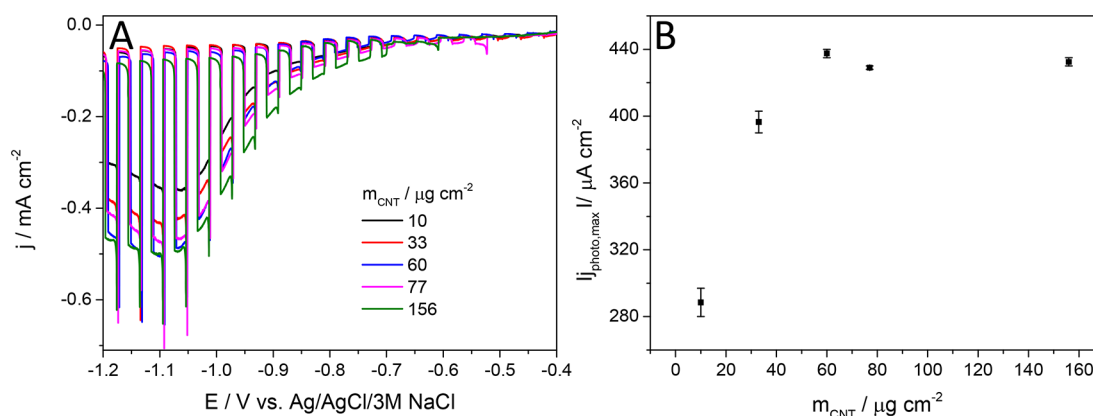 A
0.0
-0.2
-0.4
-0.6
j / mA cm-2
mCNT / μg cm-2
10
33
60
77
156
-1.2 -1.1 -1.0 -0.9 -0.8 -0.7 -0.6 -0.5 -0.4
E / V vs. Ag/AgCl/3M NaCl
B
440
400
360
320
280
Ijphoto,max I/ μA cm-2
0 20 40 60 80 100 120 140 160
mCNT / μg cm-2